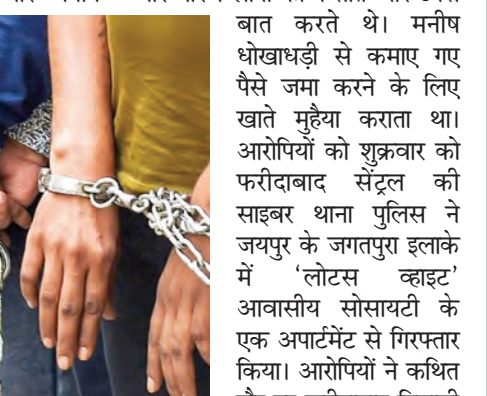 बात करते थे। मनीष
धोखाधड़ी से कमाए गए
पैसे जमा करने के लिए
खाते मुहैया कराता था।
आरोपियों को शुक्रवार को
फरीदाबाद सेंट्रल की
साइबर थाना पुलिस ने
जयपुर के जगतपुरा इलाके
में ‘लोटस व्हाइट’
आवासीय सोसायटी के
एक अपार्टमेंट से गिरफ्तार
किया। आरोपियों ने कथित